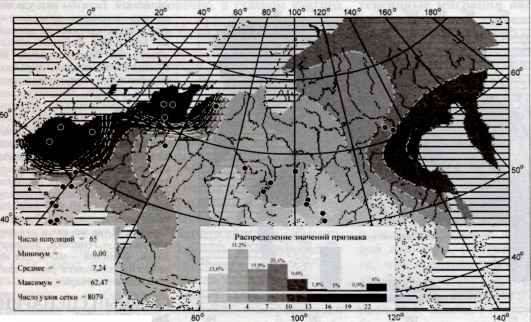 0° 20° 40° 60° 80° 100° 120° 140° 160° 180°
50°
40°
60°
50°
40°
Число популяций = 65
Минимум = 0,00
Среднее = 7,24
Максимум = 62,47
Число узлов сетки = 8079
Распределение значений признака
1 4 7 10 13 16 19 22
80° 100° 120° 140°